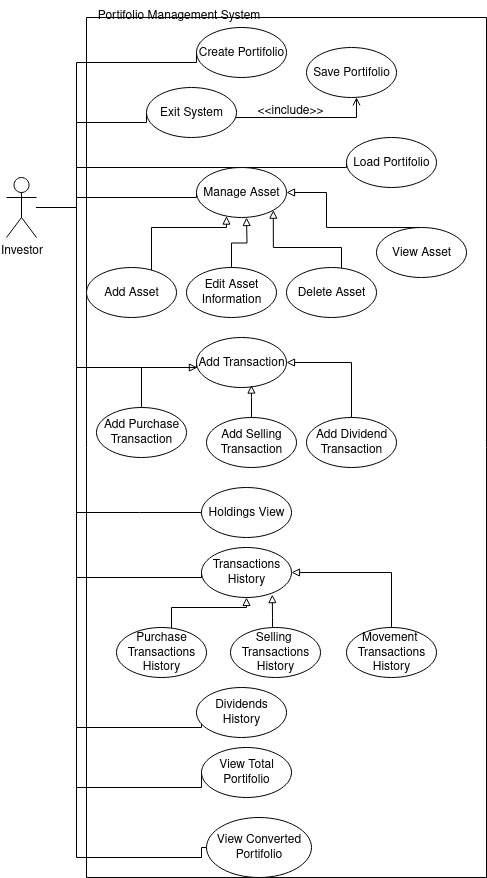 Portifolio Management System
Create Portifolio
Save Portifolio
Exit System
<<include>>
Load Portifolio
Manage Asset
Investor
View Asset
Add Asset
Edit Asset
Information
Delete Asset
Add Transaction
Add Purchase
Transaction
Add Selling
Transaction
Add Dividend
Transaction
Holdings View
Transactions
History
Purchase
Transactions
History
Selling
Transactions
History
Movement
Transactions
History
Dividends
History
View Total
Portifolio
View Converted
Portifolio